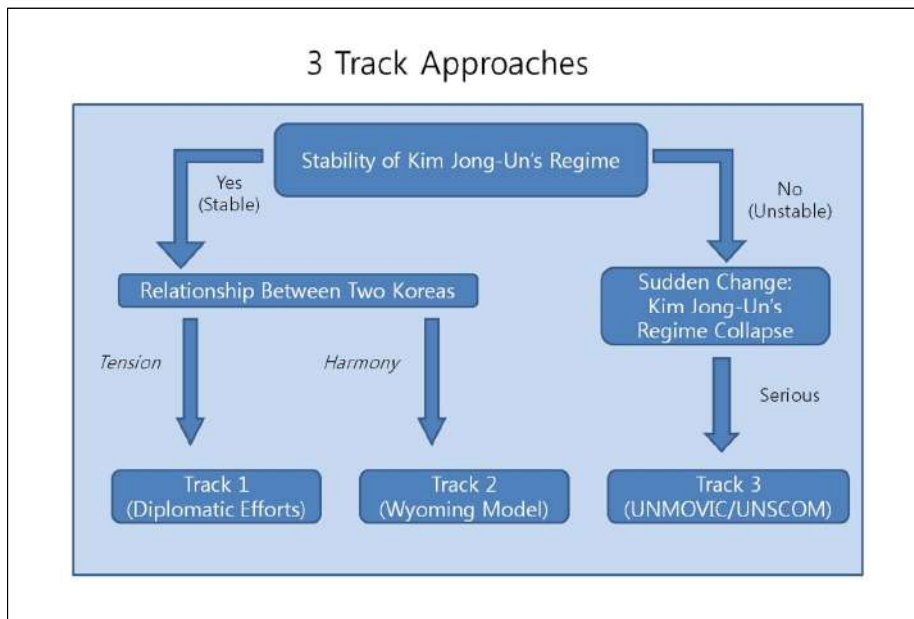 3 Track Approaches
Stability of Kim Jong-Un's Regime
Yes
(Stable)
No
(Unstable)
Relationship Between Two Koreas
Sudden Change:
Kim Jong-Un's
Regime Collapse
Tension
Harmony
Serious
Track 1
(Diplomatic Efforts)
Track 2
(Wyoming Model)
Track 3
(UNMOVIC/UNSCOM)